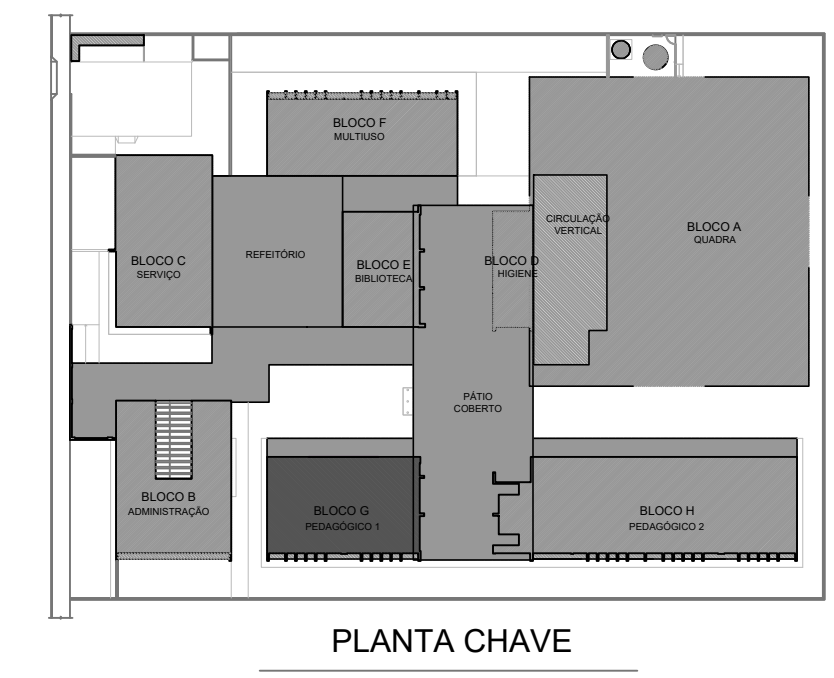 BLOCO F
MULTIUSO
CIRCULAÇÃO
VERTICAL
BLOCO A
QUADRA
BLOCO C
SERVIÇO
REFEITÓRIO
BLOCO E
BIBLIOTECA
BLOCO D
HIGIENE
PÁTIO
COBERTO
BLOCO B
ADMINISTRAÇÃO
BLOCO G
PEDAGÓGICO 1
BLOCO H
PEDAGÓGICO 2
PLANTA CHAVE